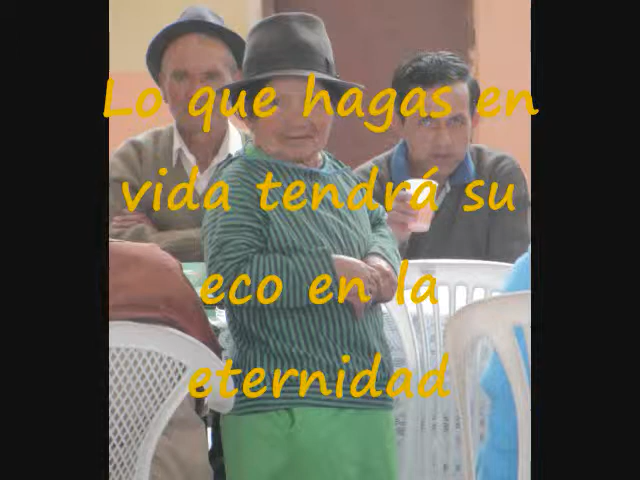 Lo que hagas en
vida tendrá su
eco en la
eternidad